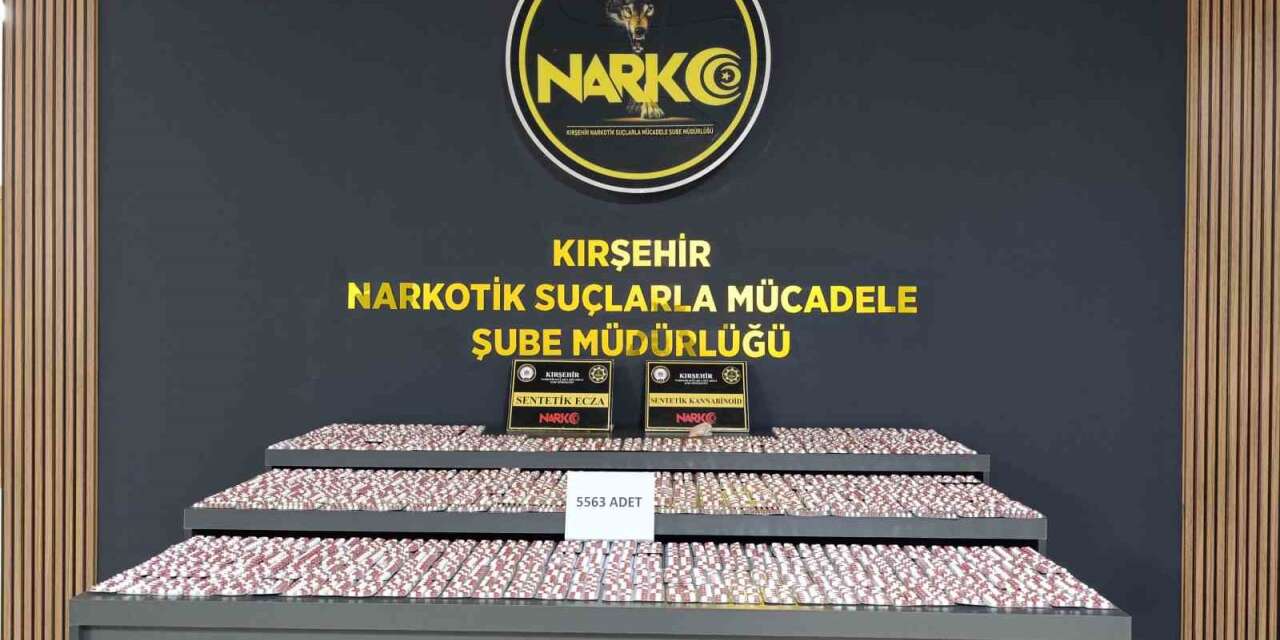 NARKO
KIRŞEHİR NARKOTİK SUÇLARLA MÜCADELE ŞUBE MÜDÜRLÜĞÜ
KIRŞEHİR
NARKOTİK SUÇLARLA MÜCADELE
ŞUBE MÜDÜRLÜĞÜ
KIRŞEHİR
SENTETİK ECZA
NARKO
KIRŞEHİR
SENTETİK KANNABİNOİD
NARKO
5563 ADET